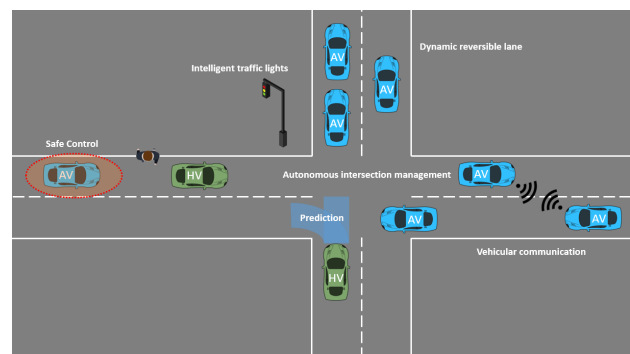 Dynamic reversible lane
AV
AV
Intelligent traffic lights
AV
AV
Safe Control
AV
HV
Autonomous intersection management
AV
Prediction
AV
AV
Vehicular communication
HV